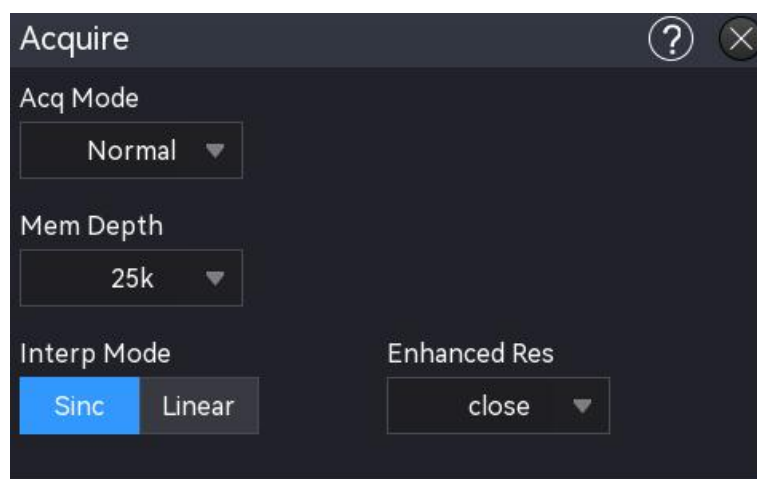 Acquire ?
Acq Mode
Normal
Mem Depth
25k
Interp Mode
Enhanced Res
Sinc Linear
close